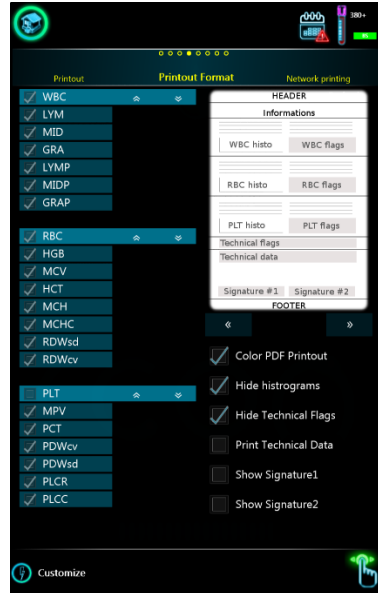 380+
Printout Printout Format Network printing
WBC
LYM
MID
GRA
LYMP
MIDP
GRAP
RBC
HGB
MCV
HCT
MCH
MCHC
RDWsd
RDWcv
PLT
MPV
PCT
PDWcv
PDWsd
PLCR
PLCC
HEADER
Informations
WBC histo WBC flags
RBC histo RBC flags
PLT histo PLT flags
Technical flags
Technical data
Signature #1 Signature #2
FOOTER
« »
Color PDF Printout
Hide histrograms
Hide Technical Flags
Print Technical Data
Show Signature1
Show Signature2
Customize